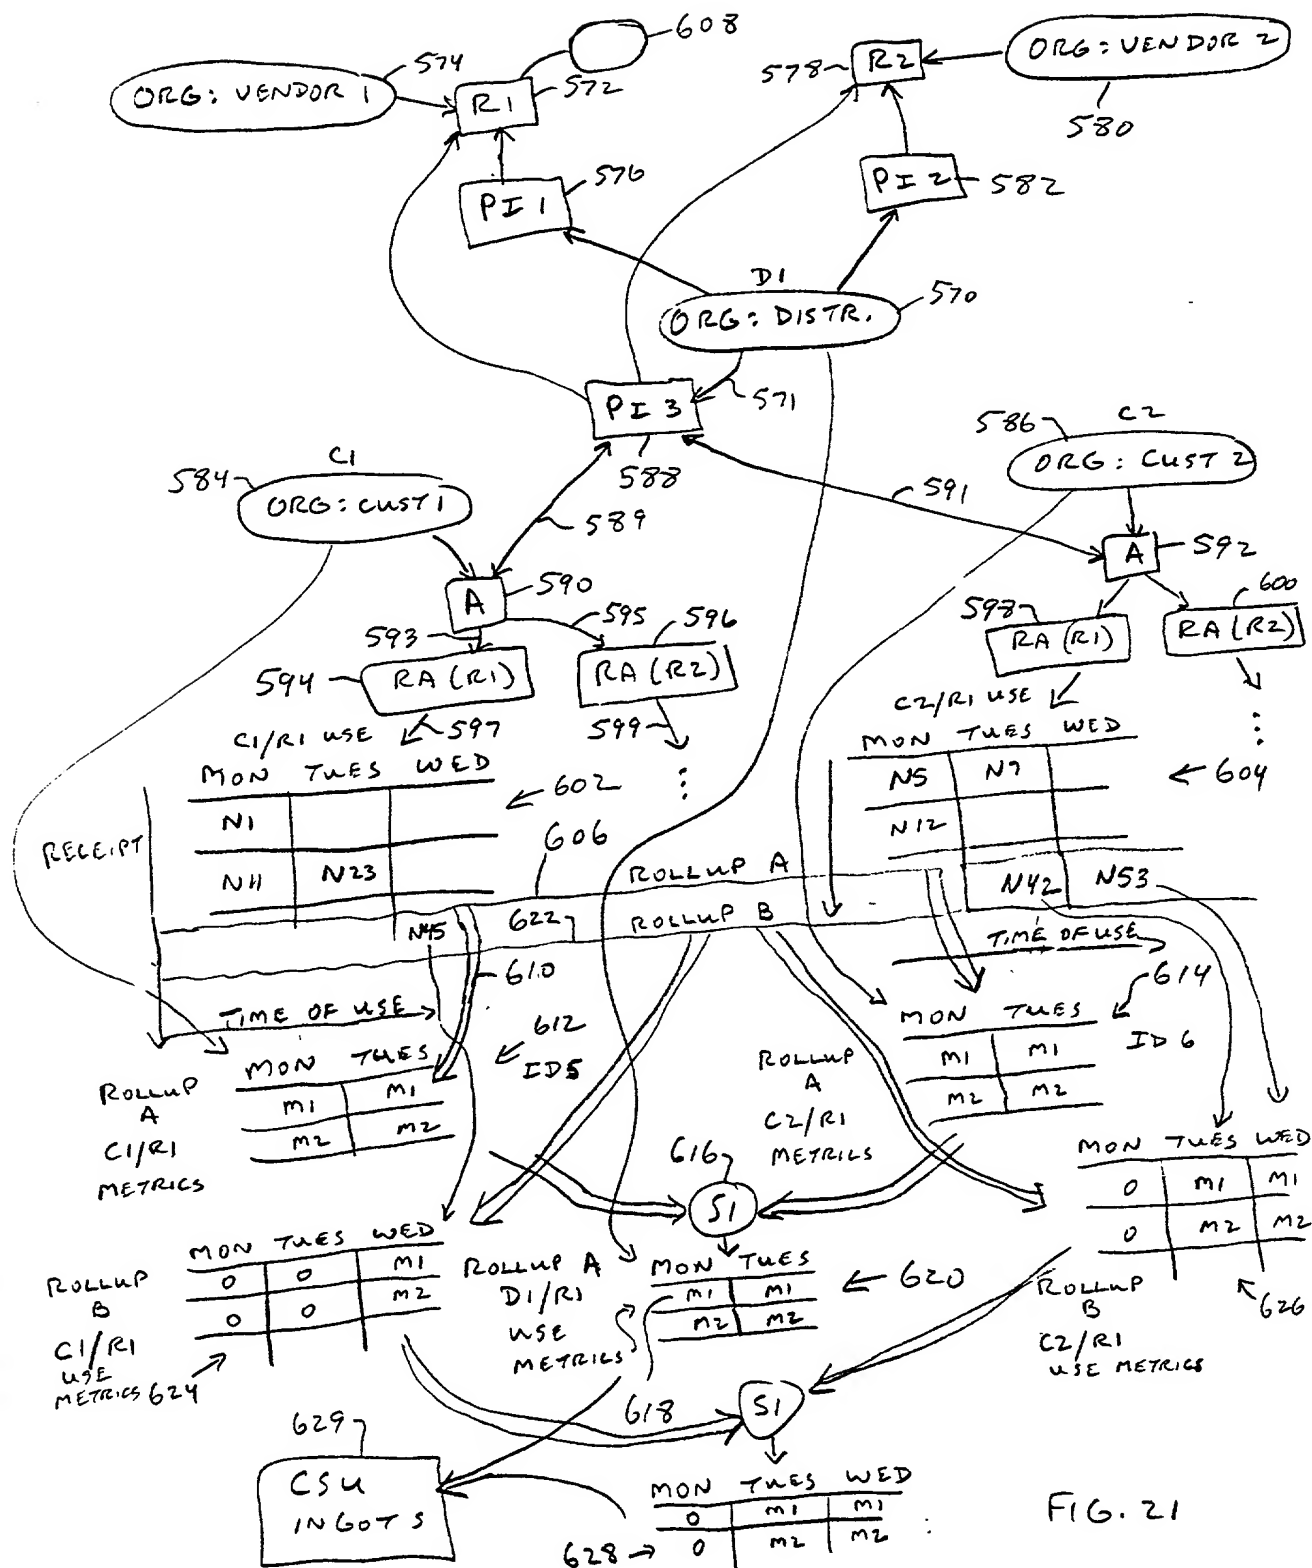 608
574
ORG: VENDOR 1
R1
572
578
R2
ORG: VENDOR 2
580
576
PI 1
PI 2
582
D1
ORG: DISTR.
570
571
PI 3
588
C1
584
ORG: CUST 1
589
586
C2
ORG: CUST 2
591
A
590
A
592
593
595
596
598
600
594
RA (R1)
RA (R2)
RA (R1)
RA (R2)
C1/R1 USE
597
599
C2/R1 USE
MON TUES WED
MON TUES WED
N1
602
N5 N7
604
RECEIPT
N11 N23
606
N12
ROLLUP A
N42 N53
N45
622
ROLLUP B
TIME OF USE
610
TIME OF USE
614
MON TUES
612
ID5
MON TUES
ID6
ROLLUP
A
C1/R1
METRICS
M1 M1
M2 M2
ROLLUP
A
C2/R1
METRICS
M1 M1
M2 M2
616
S1
MON TUES WED
0 M1 M1
0 M2 M2
626
ROLLUP
B
C2/R1
USE METRICS
MON TUES WED
0 0 M1
0 0 M2
ROLLUP
B
C1/R1
USE
METRICS 624
ROLLUP A
D1/R1
USE
METRICS
MON TUES
M1 M1
M2 M2
620
618
S1
629
CSU
INGOTS
MON TUES WED
0 M1 M1
0 M2 M2
628
FIG. 21